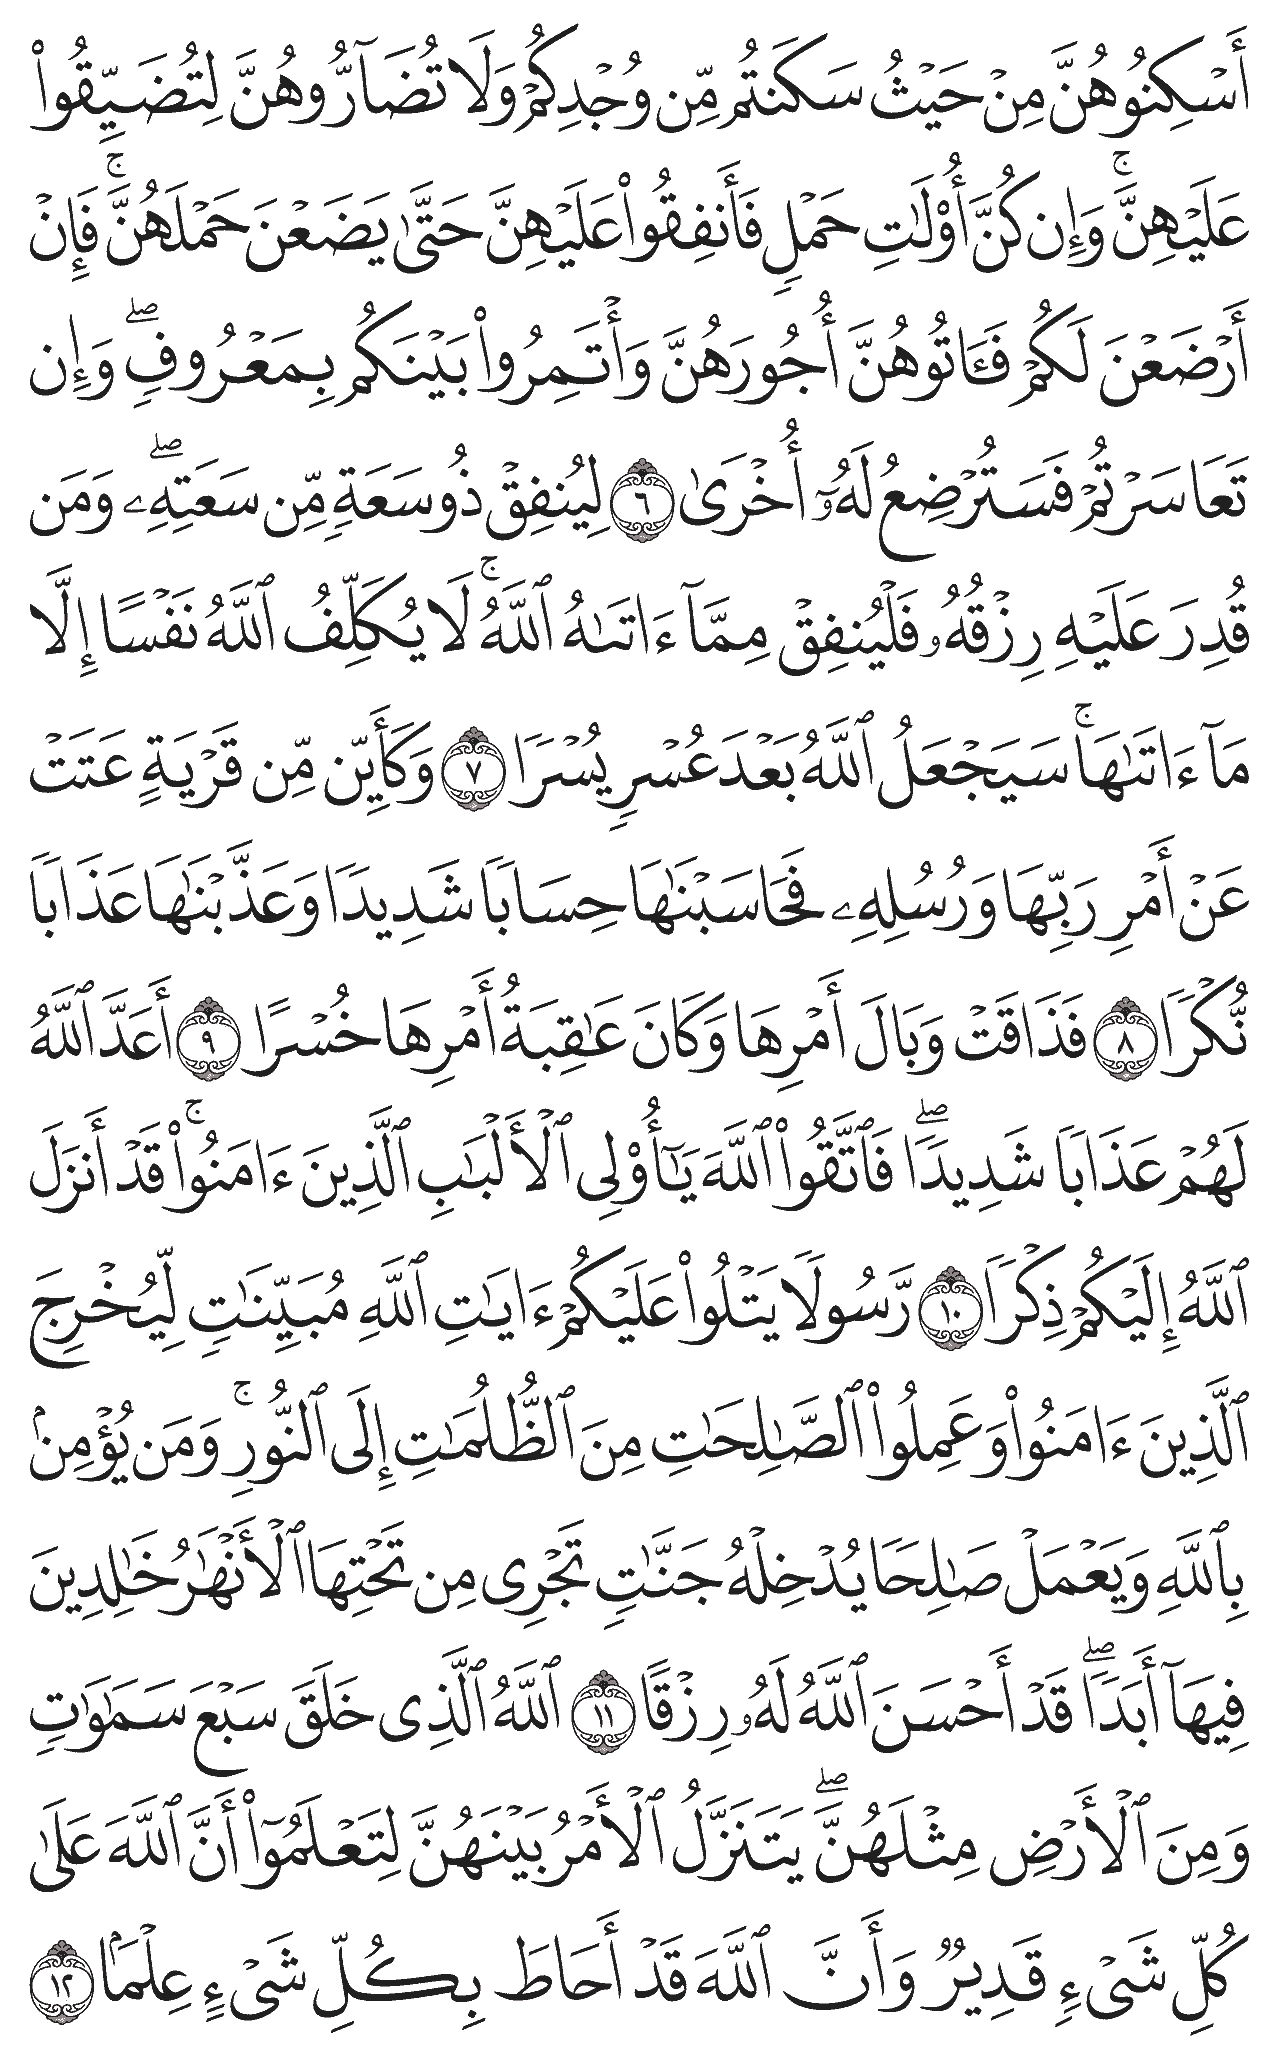 أَسۡكِنُوهُنَّ مِنۡ حَيۡثُ سَكَنتُم مِّن وُجۡدِكُمۡ وَلَا تُضَآرُّوهُنَّ لِتُضَيِّقُواْ
عَلَيۡهِنَّۚ وَإِن كُنَّ أُوْلَٰتِ حَمۡلٖ فَأَنفِقُواْ عَلَيۡهِنَّ حَتَّىٰ يَضَعۡنَ حَمۡلَهُنَّۚ فَإِنۡ
أَرۡضَعۡنَ لَكُمۡ فَـَٔاتُوهُنَّ أُجُورَهُنَّ وَأۡتَمِرُواْ بَيۡنَكُم بِمَعۡرُوفٖۖ وَإِن
تَعَاسَرۡتُمۡ فَسَتُرۡضِعُ لَهُۥٓ أُخۡرَىٰ ٦ لِيُنفِقۡ ذُو سَعَةٖ مِّن سَعَتِهِۦۖ وَمَن
قُدِرَ عَلَيۡهِ رِزۡقُهُۥ فَلۡيُنفِقۡ مِمَّآ ءَاتَىٰهُ ٱللَّهُۚ لَا يُكَلِّفُ ٱللَّهُ نَفۡسًا إِلَّا
مَآ ءَاتَىٰهَاۚ سَيَجۡعَلُ ٱللَّهُ بَعۡدَ عُسۡرٖ يُسۡرٗا ٧ وَكَأَيِّن مِّن قَرۡيَةٍ عَتَتۡ
عَنۡ أَمۡرِ رَبِّهَا وَرُسُلِهِۦ فَحَاسَبۡنَٰهَا حِسَابٗا شَدِيدٗا وَعَذَّبۡنَٰهَا عَذَابٗا
نُّكۡرٗا ٨ فَذَاقَتۡ وَبَالَ أَمۡرِهَا وَكَانَ عَٰقِبَةُ أَمۡرِهَا خُسۡرًا ٩ أَعَدَّ ٱللَّهُ
لَهُمۡ عَذَابٗا شَدِيدٗاۖ فَٱتَّقُواْ ٱللَّهَ يَٰٓأُوْلِي ٱلۡأَلۡبَٰبِ ٱلَّذِينَ ءَامَنُواْۚ قَدۡ أَنزَلَ
ٱللَّهُ إِلَيۡكُمۡ ذِكۡرٗا ١٠ رَّسُولٗا يَتۡلُواْ عَلَيۡكُمۡ ءَايَٰتِ ٱللَّهِ مُبَيِّنَٰتٖ لِّيُخۡرِجَ
ٱلَّذِينَ ءَامَنُواْ وَعَمِلُواْ ٱلصَّٰلِحَٰتِ مِنَ ٱلظُّلُمَٰتِ إِلَى ٱلنُّورِۚ وَمَن يُؤۡمِنۢ
بِٱللَّهِ وَيَعۡمَلۡ صَٰلِحٗا يُدۡخِلۡهُ جَنَّٰتٖ تَجۡرِي مِن تَحۡتِهَا ٱلۡأَنۡهَٰرُ خَٰلِدِينَ
فِيهَآ أَبَدٗاۖ قَدۡ أَحۡسَنَ ٱللَّهُ لَهُۥ رِزۡقًا ١١ ٱللَّهُ ٱلَّذِي خَلَقَ سَبۡعَ سَمَٰوَٰتٖ
وَمِنَ ٱلۡأَرۡضِ مِثۡلَهُنَّۖ يَتَنَزَّلُ ٱلۡأَمۡرُ بَيۡنَهُنَّ لِتَعۡلَمُوٓاْ أَنَّ ٱللَّهَ عَلَىٰ
كُلِّ شَيۡءٖ قَدِيرٞ وَأَنَّ ٱللَّهَ قَدۡ أَحَاطَ بِكُلِّ شَيۡءٍ عِلۡمَۢا ١٢